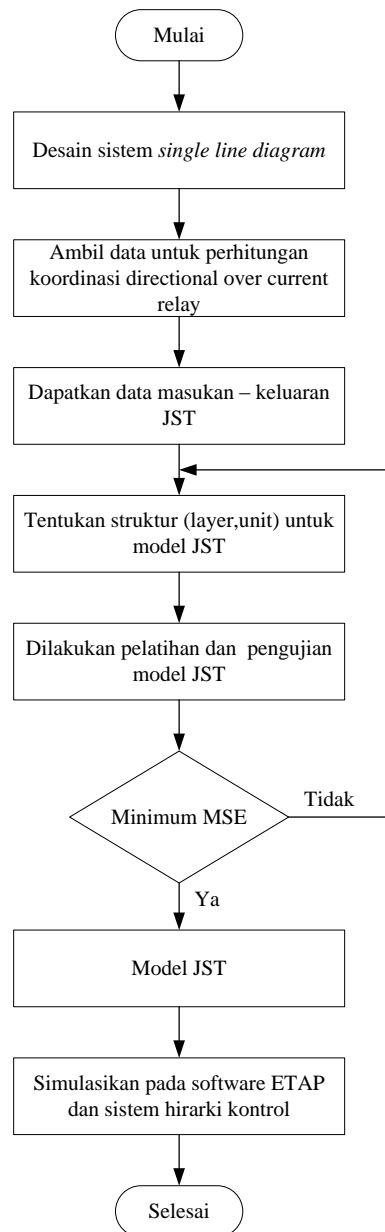 Mulai
Desain sistem single line diagram
Ambil data untuk perhitungan
koordinasi directional over current
relay
Dapatkan data masukan – keluaran
JST
Tentukan struktur (layer,unit) untuk
model JST
Dilakukan pelatihan dan pengujian
model JST
Minimum MSE
Tidak
Ya
Model JST
Simulasikan pada software ETAP
dan sistem hirarki kontrol
Selesai